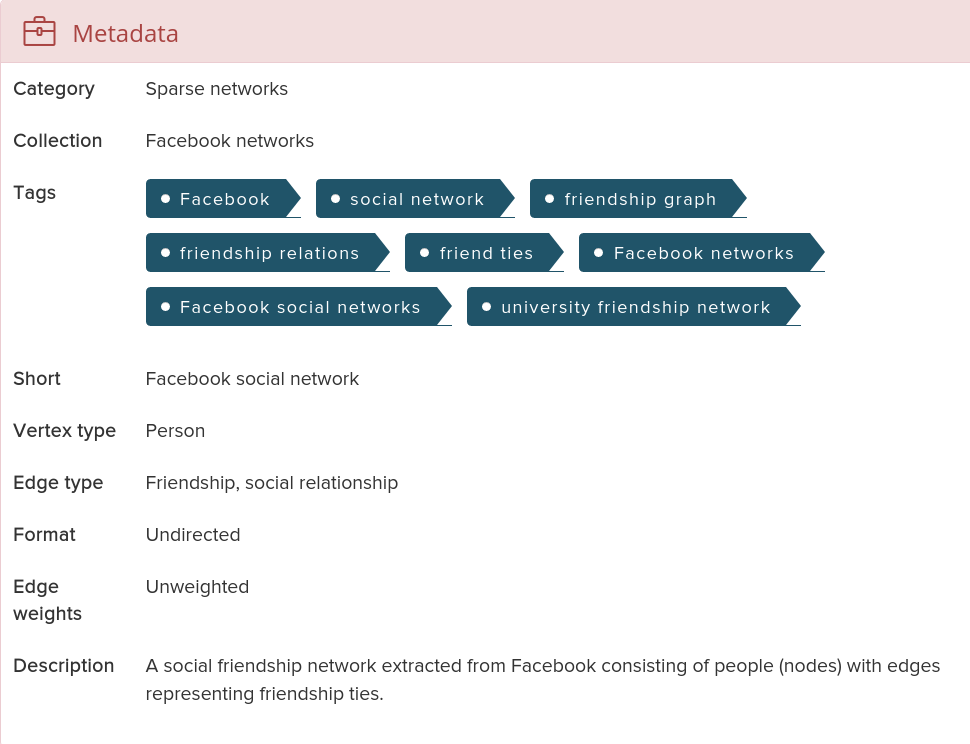 Metadata
Category Sparse networks
Collection Facebook networks
Tags Facebook social network friendship graph
friendship relations friend ties Facebook networks
Facebook social networks university friendship network
Short Facebook social network
Vertex type Person
Edge type Friendship, social relationship
Format Undirected
Edge Unweighted
weights
Description A social friendship network extracted from Facebook consisting of people (nodes) with edges
representing friendship ties.